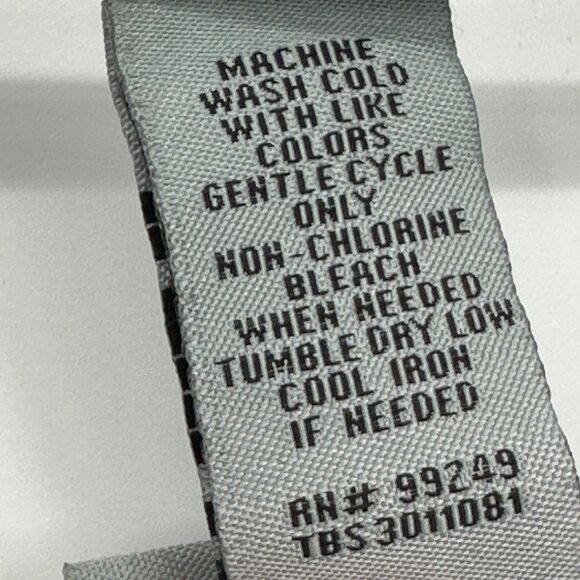 MACHINE
WASH COLD
WITH LIKE
COLORS
GENTLE CYCLE
ONLY
NON-CHLORINE
BLEACH
WHEN NEEDED
TUMBLE DRY LOW
COOL IRON
IF NEEDED
RN# 99249
TBS3011081